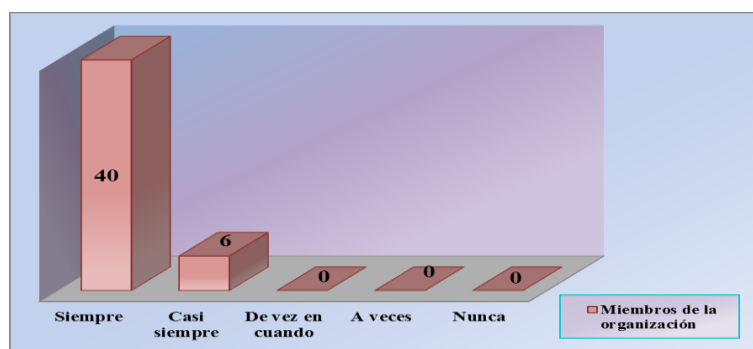 40
6
0
0
0
Siempre
Casi
siempre
De vez en
cuando
A veces
Nunca
Miembros de la
organización